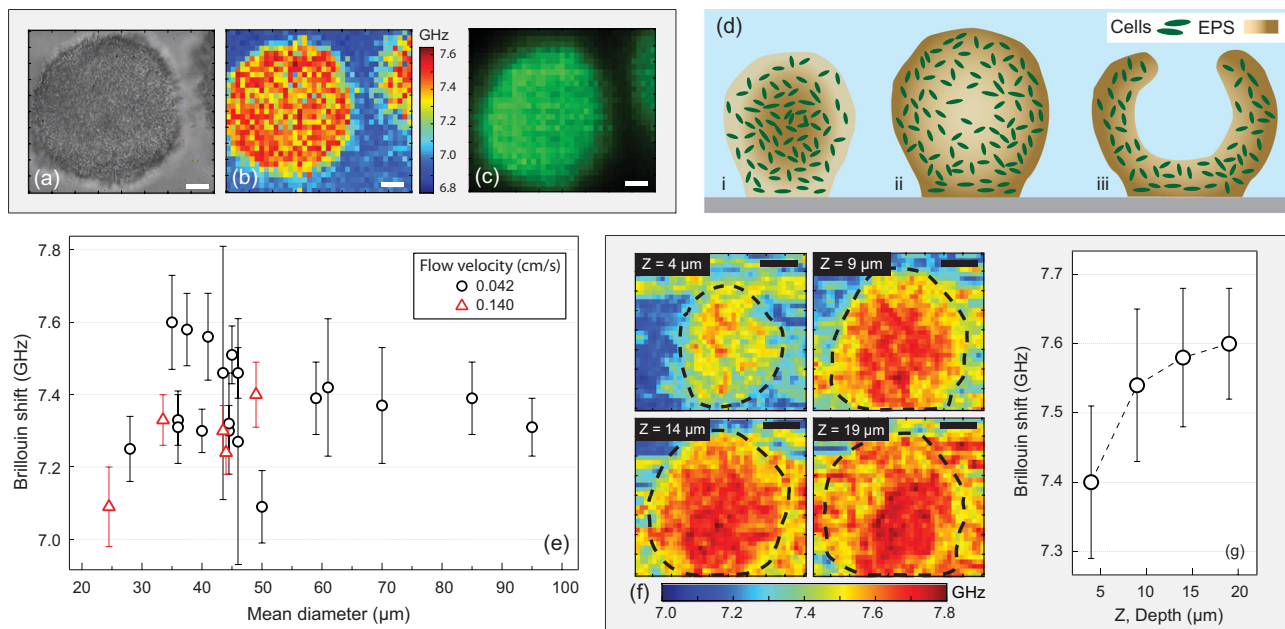 (a)
(b)
GHz
7.6
7.4
7.2
7.0
6.8
(c)
(d)
Cells
EPS
i
ii
iii
Brillouin shift (GHz)
7.8
7.6
7.4
7.2
7.0
Flow velocity (cm/s)
0.042
0.140
(e)
20 30 40 50 60 70 80 90 100
Mean diameter (μm)
Z = 4 μm
Z = 9 μm
Z = 14 μm
Z = 19 μm
(f)
GHz
7.0 7.2 7.4 7.6 7.8
Brillouin shift (GHz)
7.7
7.6
7.5
7.4
7.3
(g)
5 10 15 20
Z, Depth (μm)